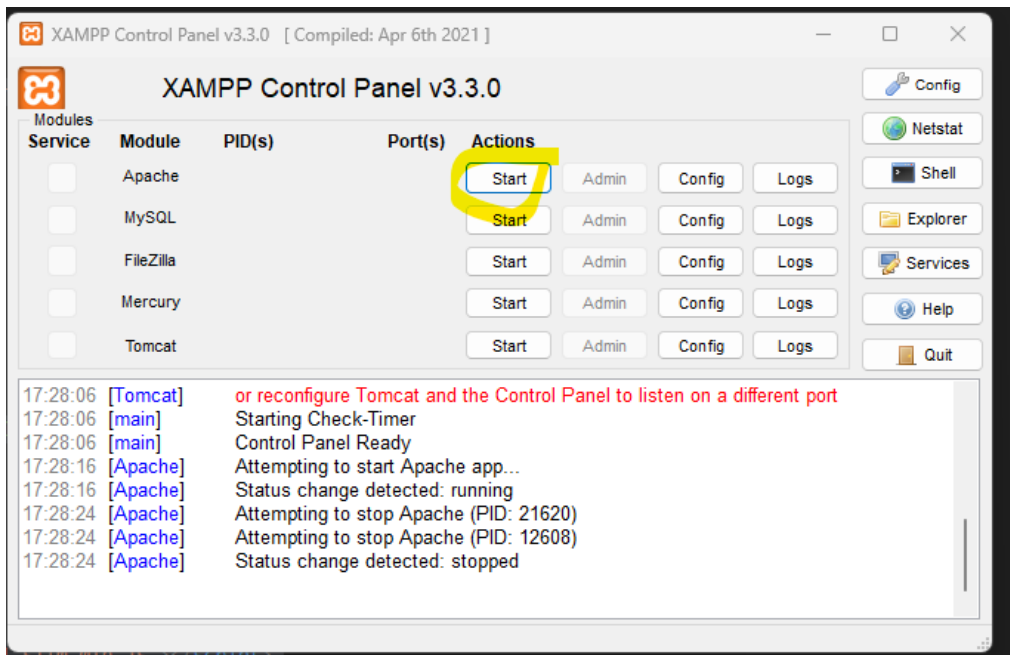 XAMPP Control Panel v3.3.0 [ Compiled: Apr 6th 2021 ]
XAMPP Control Panel v3.3.0
Config
Modules
Netstat
Service Module PID(s) Port(s) Actions
Apache Start Admin Config Logs
Shell
MySQL Start Admin Config Logs
Explorer
FileZilla Start Admin Config Logs
Services
Mercury Start Admin Config Logs
Help
Tomcat Start Admin Config Logs
Quit
17:28:06 [Tomcat] or reconfigure Tomcat and the Control Panel to listen on a different port
17:28:06 [main] Starting Check-Timer
17:28:06 [main] Control Panel Ready
17:28:16 [Apache] Attempting to start Apache app...
17:28:16 [Apache] Status change detected: running
17:28:24 [Apache] Attempting to stop Apache (PID: 21620)
17:28:24 [Apache] Attempting to stop Apache (PID: 12608)
17:28:24 [Apache] Status change detected: stopped